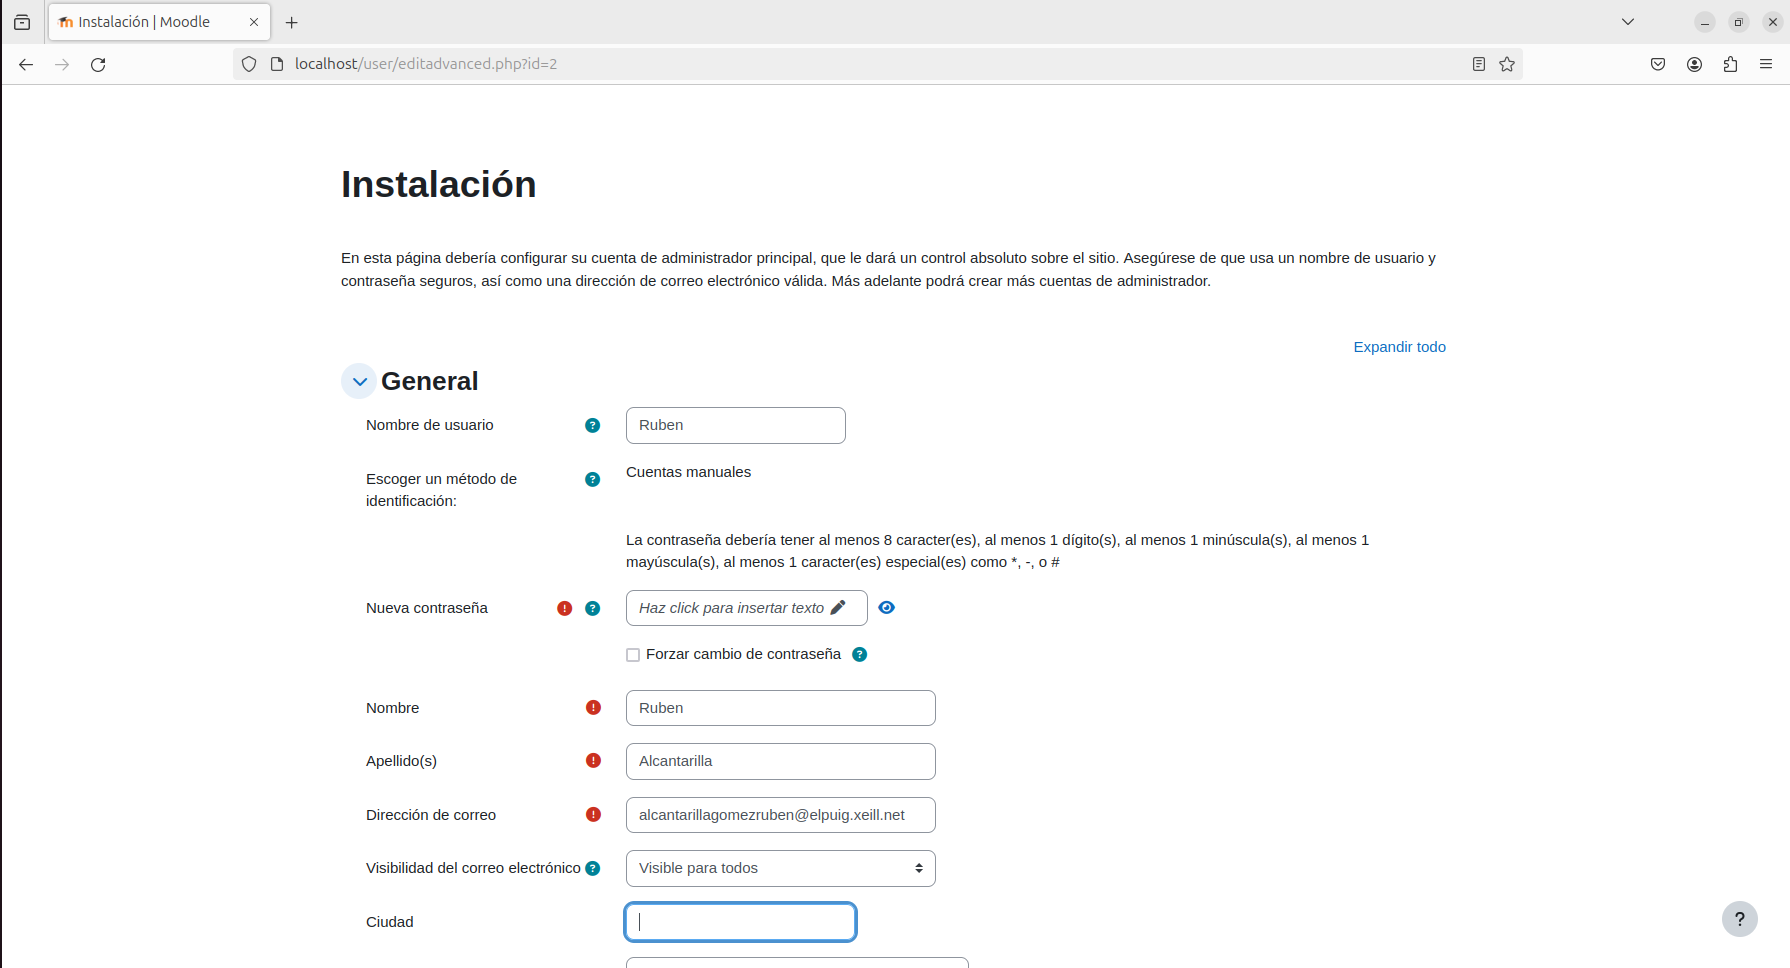 Instalación | Moodle
localhost/user/editadvanced.php?id=2
Instalación
En esta página debería configurar su cuenta de administrador principal, que le dará un control absoluto sobre el sitio. Asegúrese de que usa un nombre de usuario y
contraseña seguros, así como una dirección de correo electrónico válida. Más adelante podrá crear más cuentas de administrador.
Expandir todo
General
Nombre de usuario ? Ruben
Escoger un método de ? Cuentas manuales
identificación:
La contraseña debería tener al menos 8 caracter(es), al menos 1 dígito(s), al menos 1 minúscula(s), al menos 1
mayúscula(s), al menos 1 caracter(es) especial(es) como *, -, o #
Nueva contraseña ! ? Haz click para insertar texto
Forzar cambio de contraseña ?
Nombre ! Ruben
Apellido(s) ! Alcantarilla
Dirección de correo ! alcantarillagomezruben@elpuig.xeill.net
Visibilidad del correo electrónico ? Visible para todos
Ciudad
?